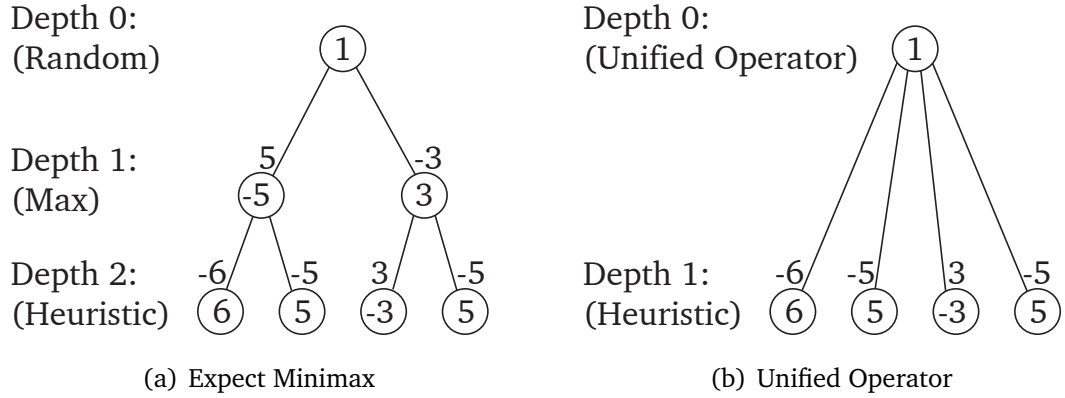 Depth 0:
(Random)
1
5
-3
Depth 1:
(Max)
-5
3
-6
-5
3
-5
Depth 2:
(Heuristic)
6
5
-3
5
(a) Expect Minimax
Depth 0:
(Unified Operator)
1
-6
-5
3
-5
Depth 1:
(Heuristic)
6
5
-3
5
(b) Unified Operator